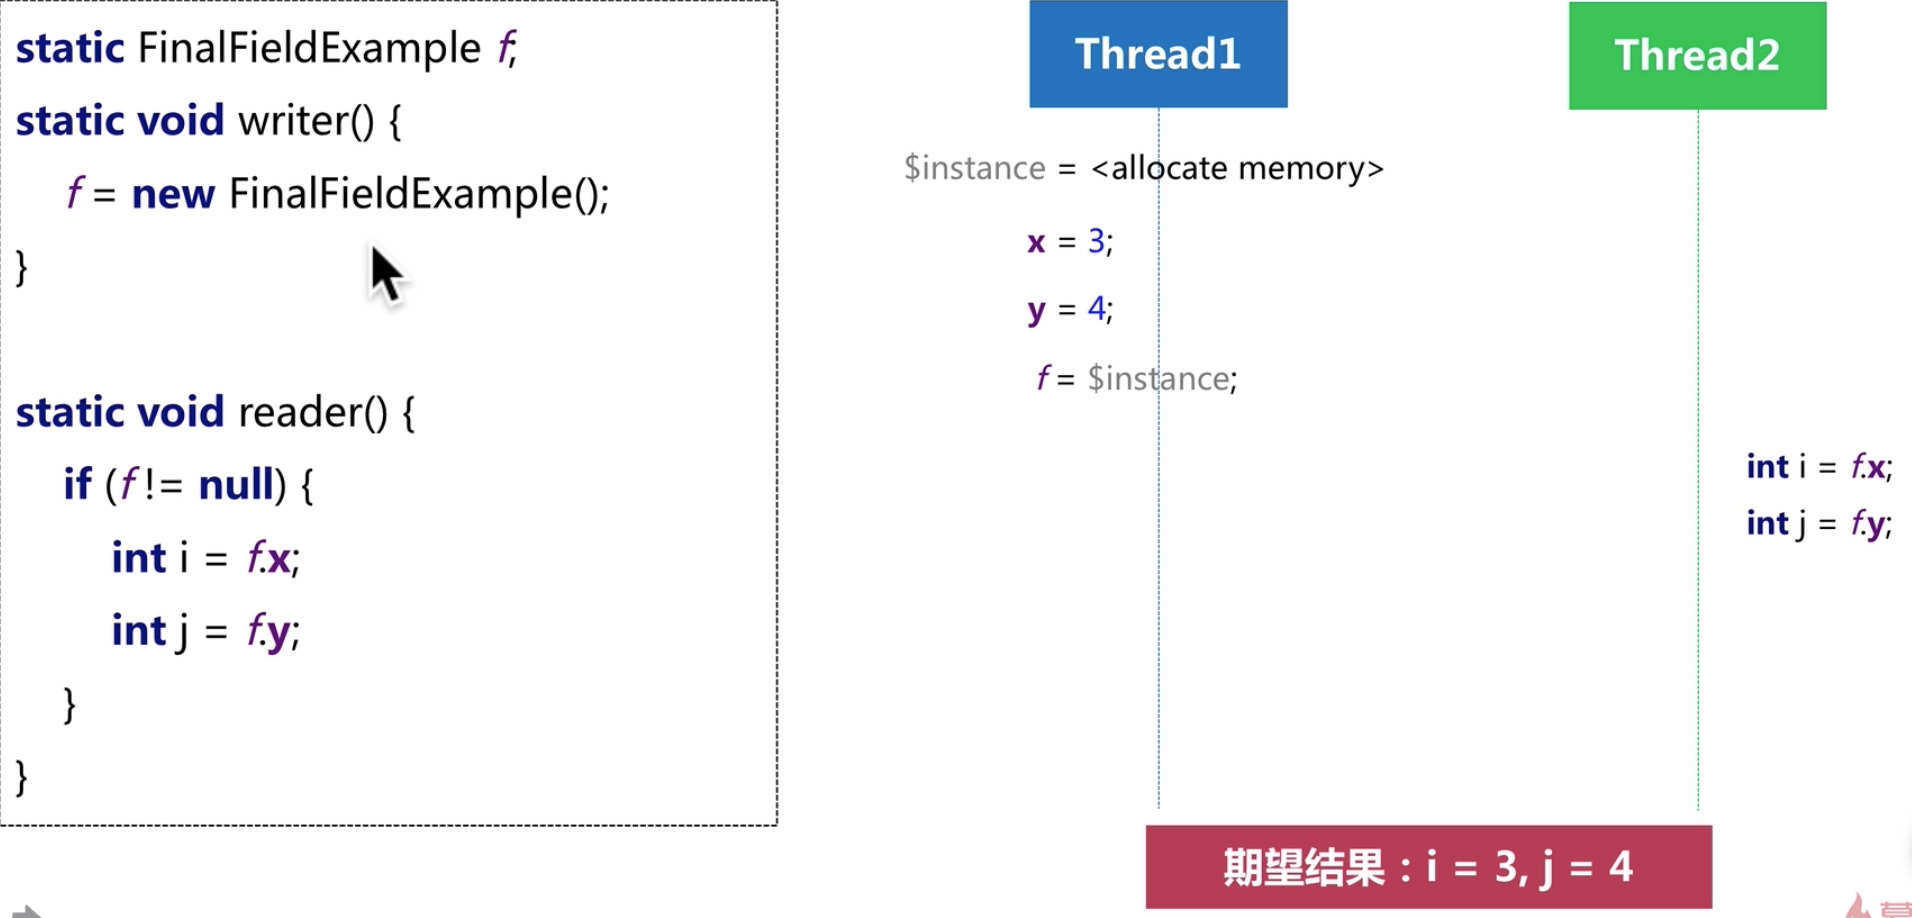 static FinalFieldExample f;
static void writer() {
f = new FinalFieldExample();
}
static void reader() {
if (f != null) {
int i = f.x;
int j = f.y;
}
}
Thread1
Thread2
$instance = <allocate memory>
x = 3;
y = 4;
f = $instance;
int i = f.x;
int j = f.y;
期望结果：i = 3, j = 4